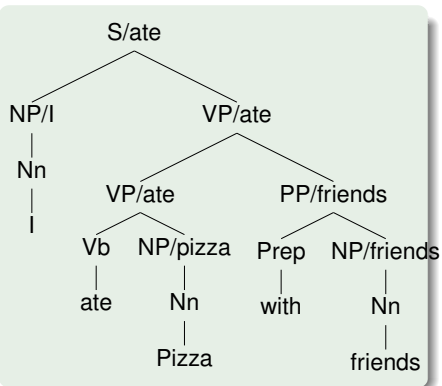 S/ate
NP/I VP/ate
Nn
VP/ate PP/friends
I
Vb NP/pizza Prep NP/friends
ate Nn with Nn
Pizza friends